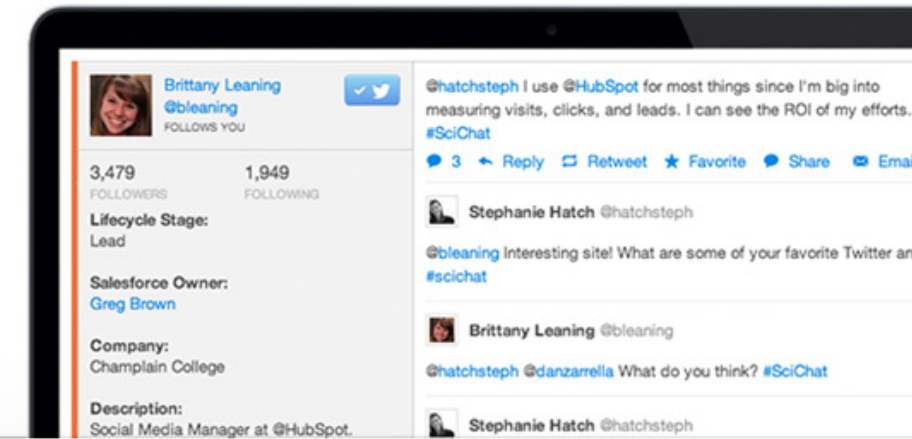 Brittany Leaning
@bleaning
FOLLOWS YOU
3,479 1,949
FOLLOWERS FOLLOWING
Lifecycle Stage:
Lead
Salesforce Owner:
Greg Brown
Company:
Champlain College
Description:
Social Media Manager at @HubSpot.
@hatchsteph I use @HubSpot for most things since I'm big into
measuring visits, clicks, and leads. I can see the ROI of my efforts.
#SciChat
3 Reply Retweet Favorite Share
Stephanie Hatch @hatchsteph
@bleaning Interesting site! What are some of your favorite Twitter
#scichat
Brittany Leaning @bleaning
@hatchsteph @danzarrella What do you think? #SciChat
Stephanie Hatch @hatchsteph